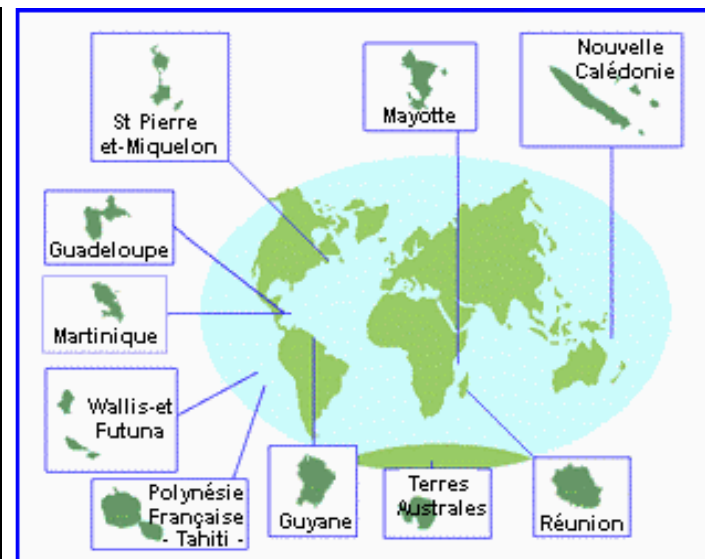 St Pierre
et-Miquelon
Mayotte
Nouvelle
Calédonie
Guadeloupe
Martinique
Wallis-et
Futuna
Polynésie
Française
- Tahiti -
Guyane
Terres
Australes
Réunion